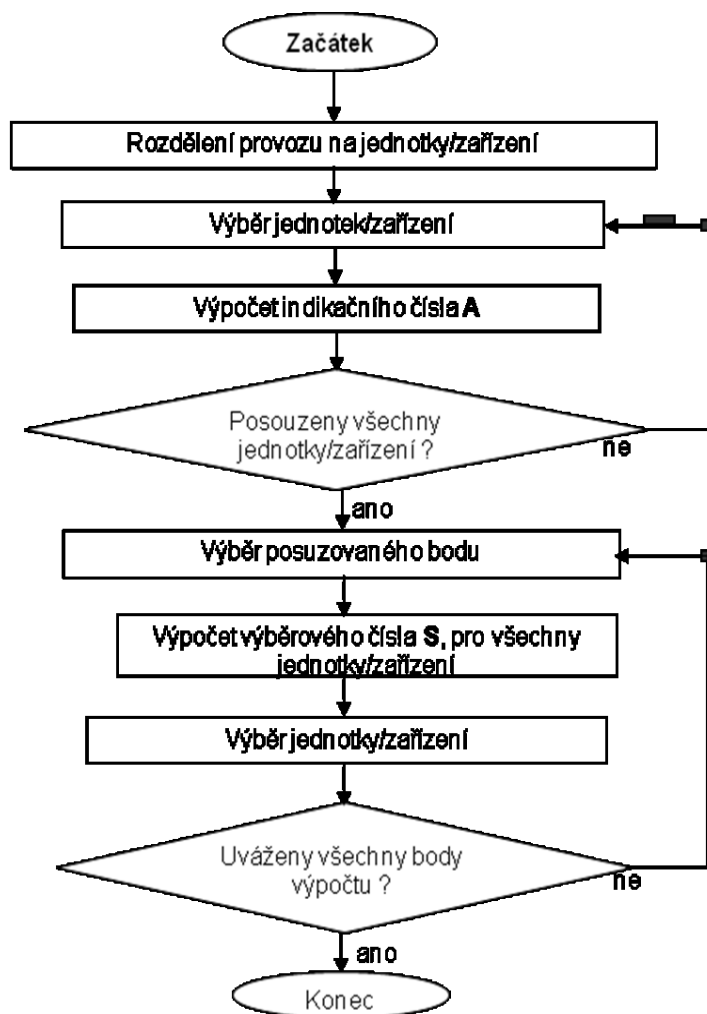 Začátek
Rozdělení provozu na jednotky/zařízení
Výběr jednotek/zařízení
Výpočet indikačního čísla A
Posouzeny všechny
jednotky/zařízení ?
ne
ano
Výběr posuzovaného bodu
Výpočet výběrového čísla S, pro všechny
jednotky/zařízení
Výběr jednotky/zařízení
Uváženy všechny body
výpočtu ?
ne
ano
Konec